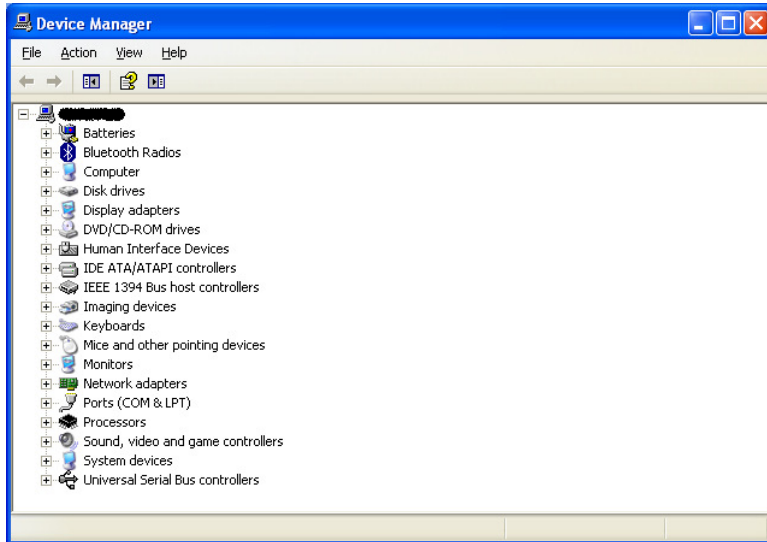 Device Manager
File Action View Help
Batteries
Bluetooth Radios
Computer
Disk drives
Display adapters
DVD/CD-ROM drives
Human Interface Devices
IDE ATA/ATAPI controllers
IEEE 1394 Bus host controllers
Imaging devices
Keyboards
Mice and other pointing devices
Monitors
Network adapters
Ports (COM & LPT)
Processors
Sound, video and game controllers
System devices
Universal Serial Bus controllers